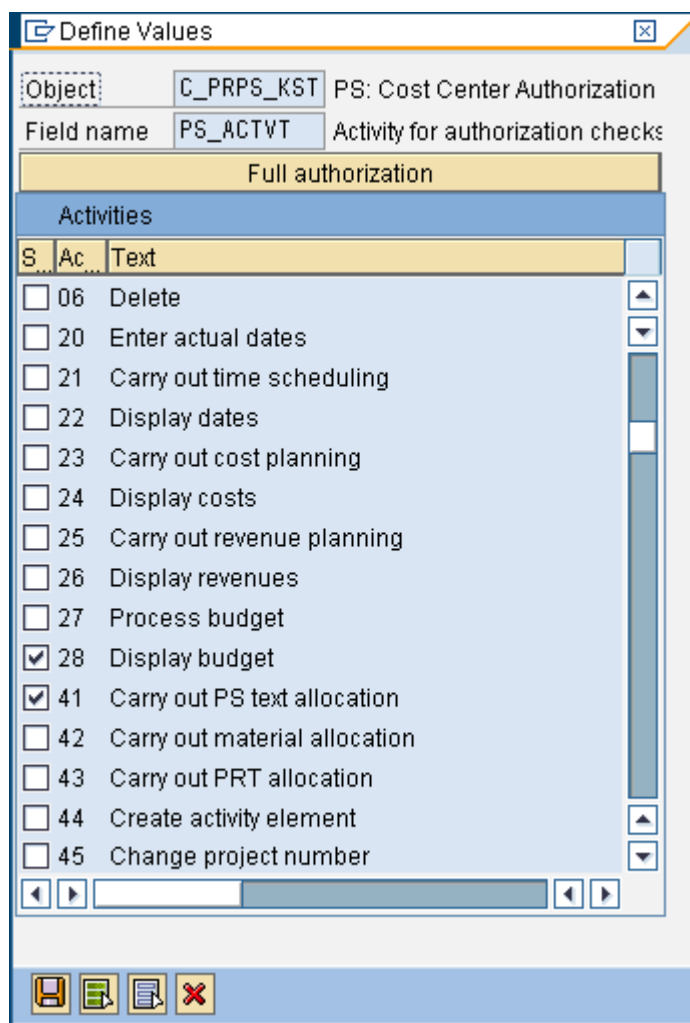 Define Values
Object C_PRPS_KST PS: Cost Center Authorization
Field name PS_ACTVT Activity for authorization checks
Full authorization
Activities
S... Ac... Text
06 Delete
20 Enter actual dates
21 Carry out time scheduling
22 Display dates
23 Carry out cost planning
24 Display costs
25 Carry out revenue planning
26 Display revenues
27 Process budget
28 Display budget
41 Carry out PS text allocation
42 Carry out material allocation
43 Carry out PRT allocation
44 Create activity element
45 Change project number